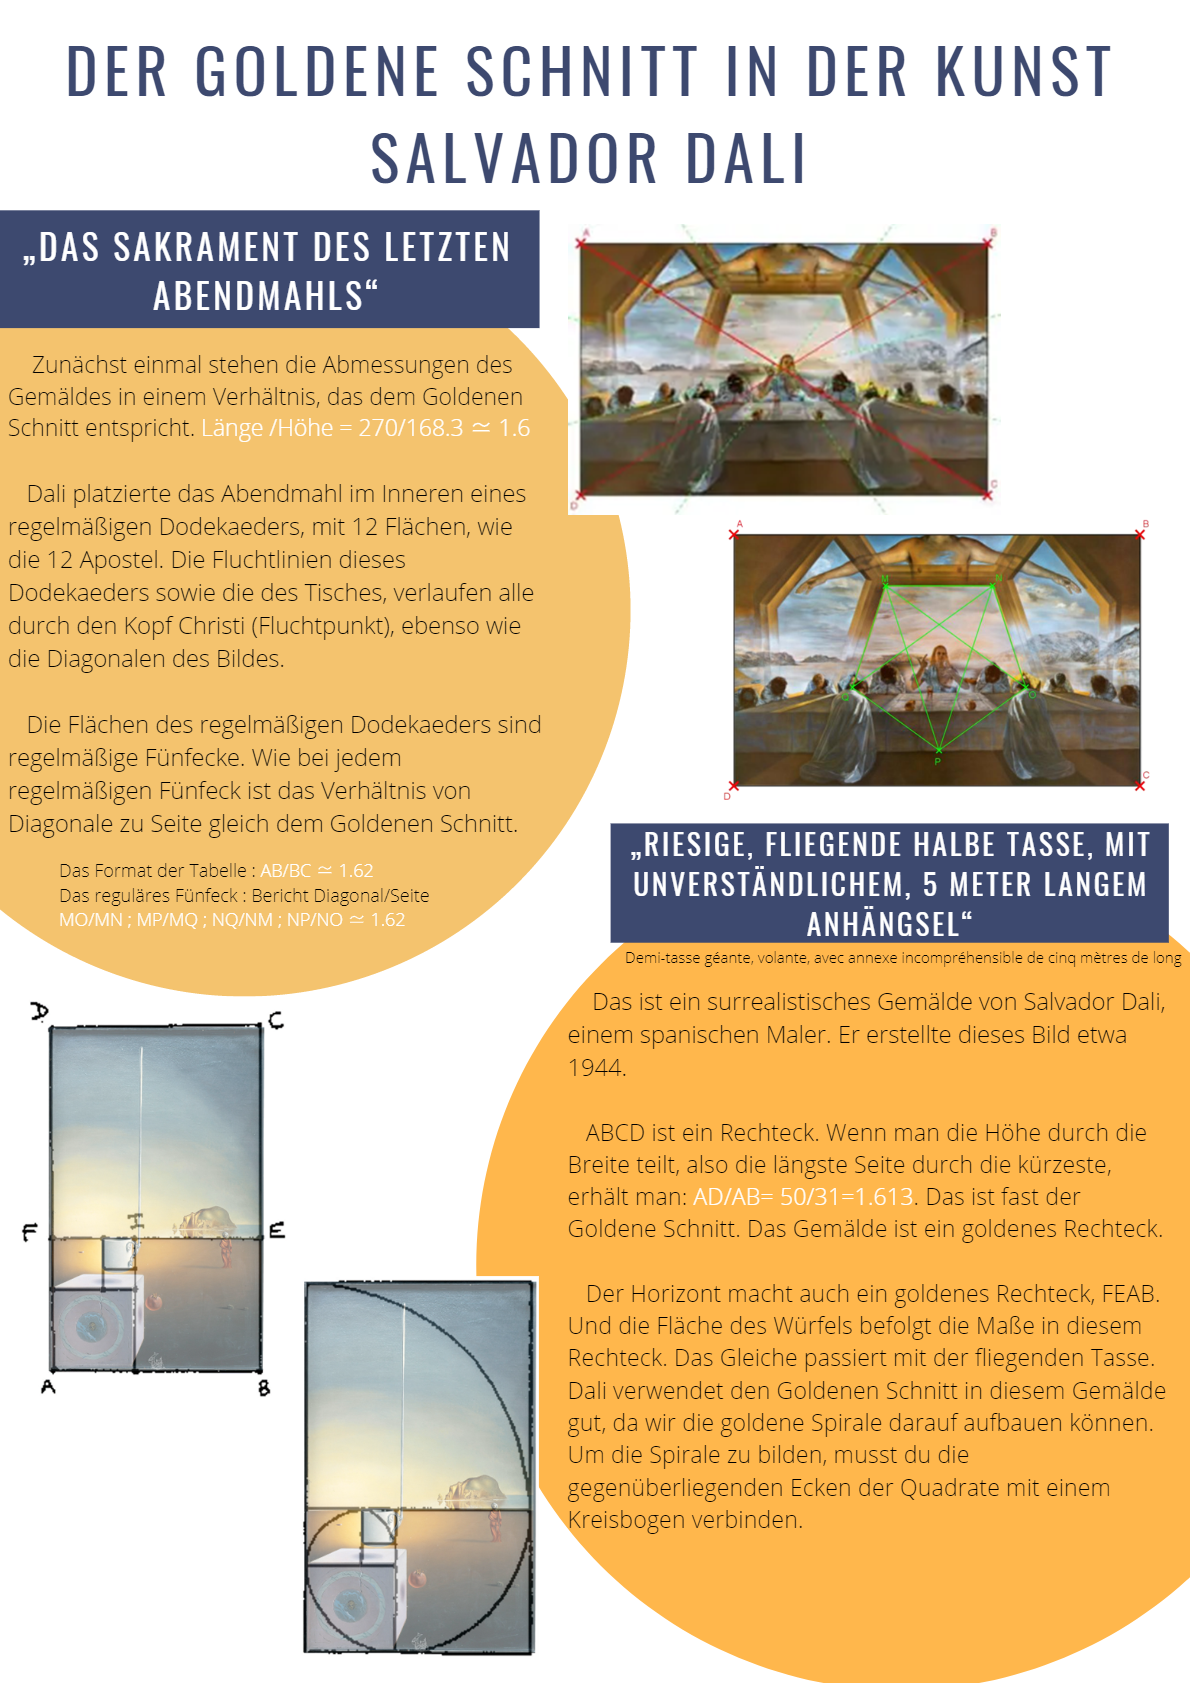 DER GOLDENE SCHNITT IN DER KUNST
SALVADOR DALI
„DAS SAKRAMENT DES LETZTEN
ABENDMAHLS“
Zunächst einmal stehen die Abmessungen des
Gemäldes in einem Verhältnis, das dem Goldenen
Schnitt entspricht. Länge /Höhe = 270/168.3 ≃ 1.6
Dali platzierte das Abendmahl im Inneren eines
regelmäßigen Dodekaeders, mit 12 Flächen, wie
die 12 Apostel. Die Fluchtlinien dieses
Dodekaeders sowie die des Tisches, verlaufen alle
durch den Kopf Christi (Fluchtpunkt), ebenso wie
die Diagonalen des Bildes.
Die Flächen des regelmäßigen Dodekaeders sind
regelmäßige Fünfecke. Wie bei jedem
regelmäßigen Fünfeck ist das Verhältnis von
Diagonale zu Seite gleich dem Goldenen Schnitt.
Das Format der Tabelle : AB/BC ≃ 1.62
Das reguläres Fünfeck : Bericht Diagonal/Seite
MO/MN ; MP/MQ ; NQ/NM ; NP/NO ≃ 1.62
A
B
D
C
A
B
M
N
Q
O
P
D
C
„RIESIGE, FLIEGENDE HALBE TASSE, MIT
UNVERSTÄNDLICHEM, 5 METER LANGEM
ANHÄNGSEL“
Demi-tasse géante, volante, avec annexe incompréhensible de cinq mètres de long
Das ist ein surrealistisches Gemälde von Salvador Dali,
einem spanischen Maler. Er erstellte dieses Bild etwa
1944.
ABCD ist ein Rechteck. Wenn man die Höhe durch die
Breite teilt, also die längste Seite durch die kürzeste,
erhält man: AD/AB= 50/31=1.613. Das ist fast der
Goldene Schnitt. Das Gemälde ist ein goldenes Rechteck.
Der Horizont macht auch ein goldenes Rechteck, FEAB.
Und die Fläche des Würfels befolgt die Maße in diesem
Rechteck. Das Gleiche passiert mit der fliegenden Tasse.
Dali verwendet den Goldenen Schnitt in diesem Gemälde
gut, da wir die goldene Spirale darauf aufbauen können.
Um die Spirale zu bilden, musst du die
gegenüberliegenden Ecken der Quadrate mit einem
Kreisbogen verbinden.
D
C
F
H
E
A
B